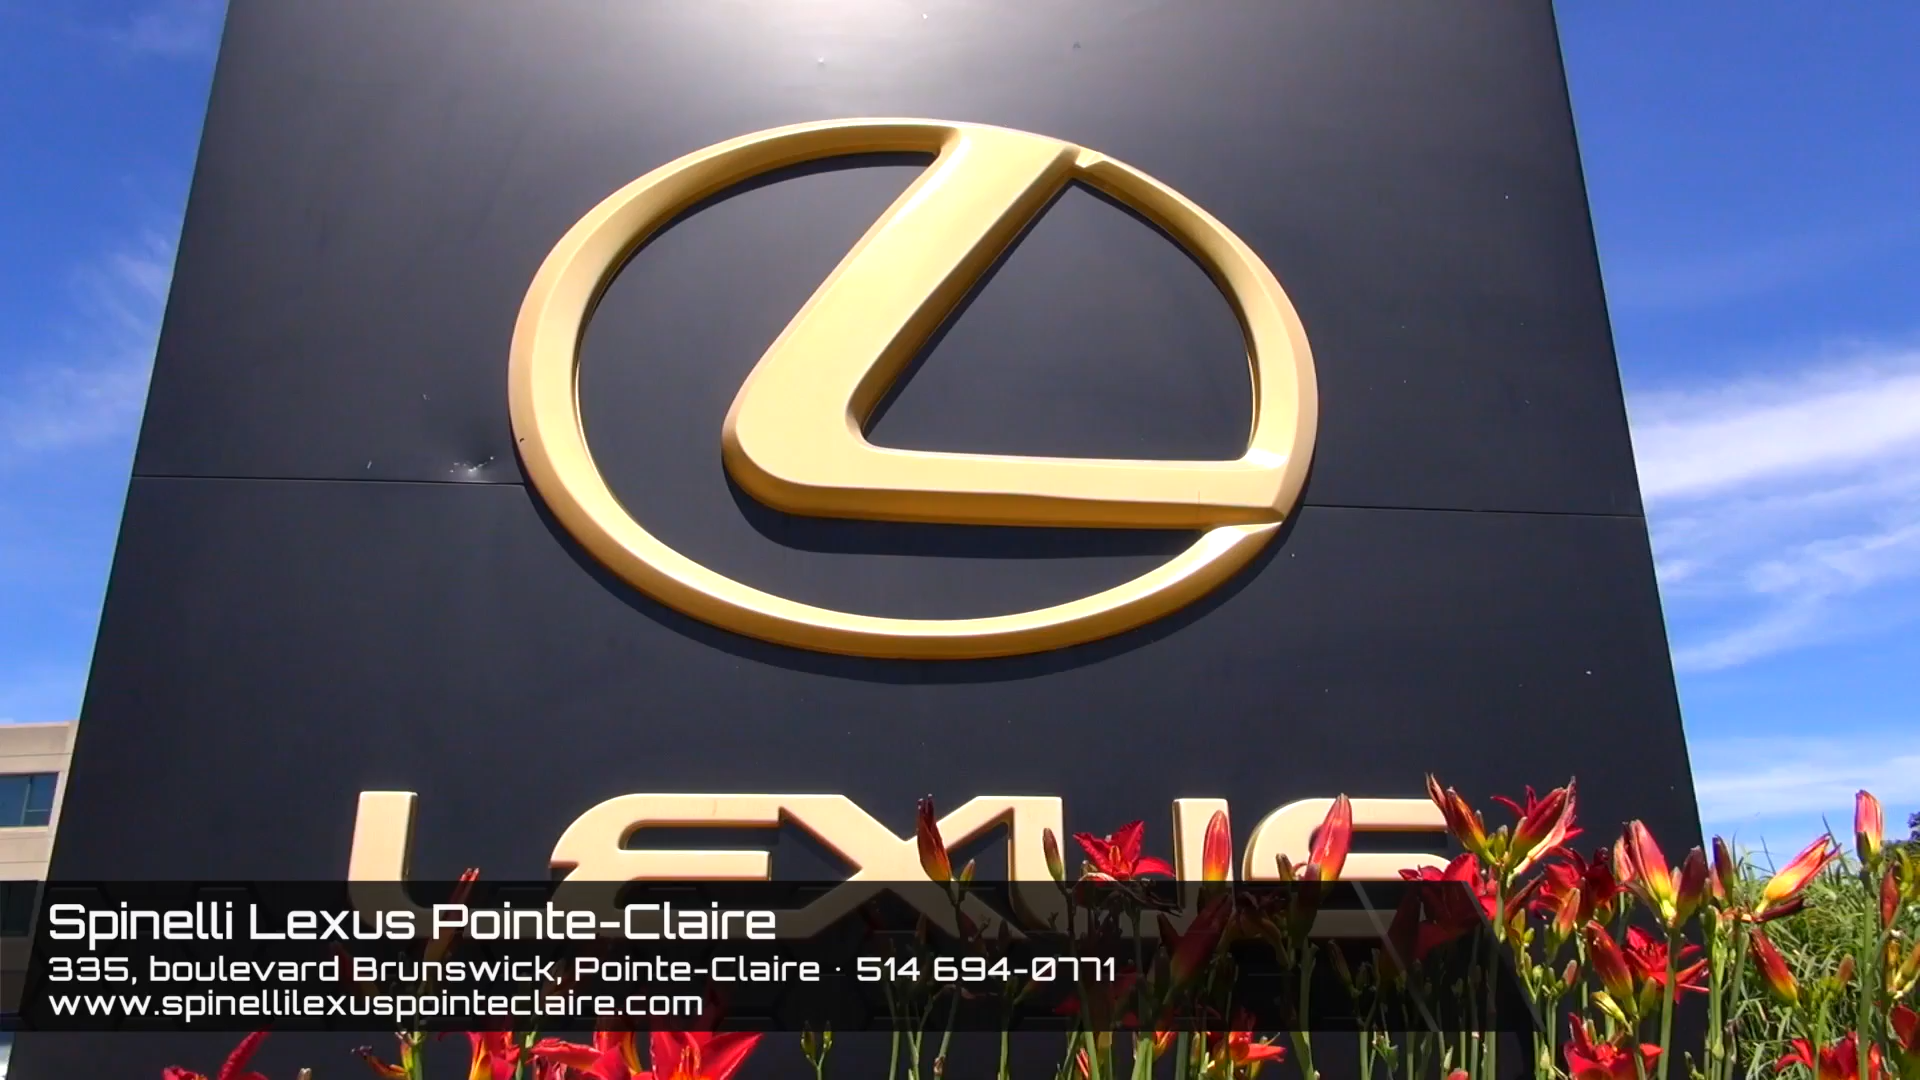 LEXUS
Spinelli Lexus Pointe-Claire
335, boulevard Brunswick, Pointe-Claire · 514 694-0771
www.spinellilexuspointeclaire.com